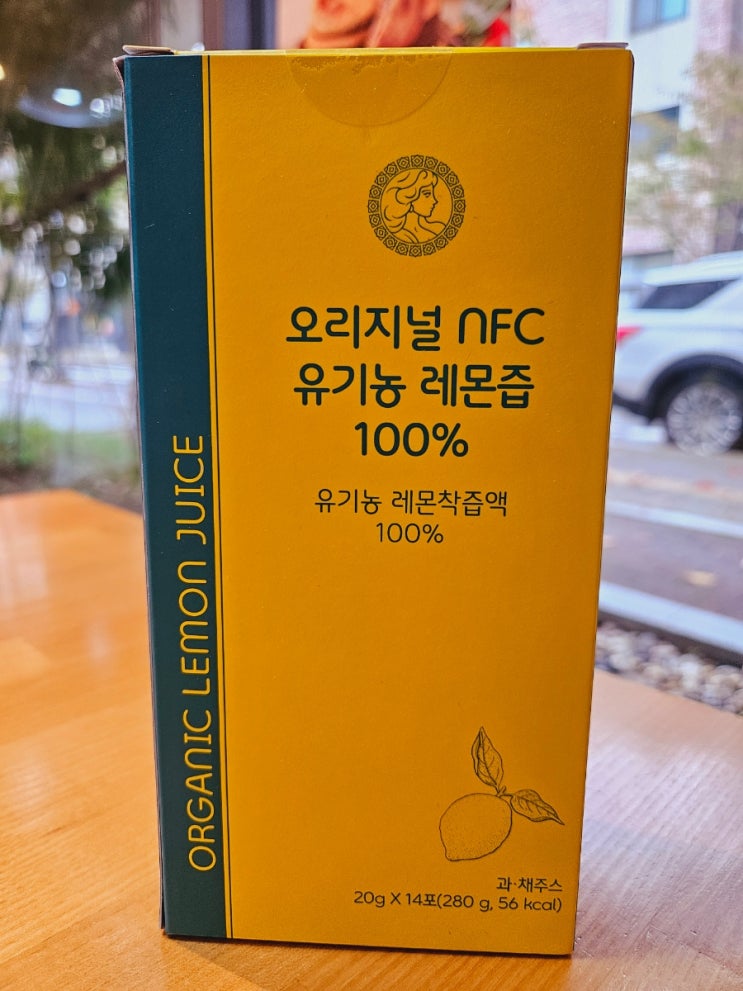 오리지널 NFC
유기농 레몬즙
100%
유기농 레몬착즙액
100%
ORGANIC LEMON JUICE
과·채주스
20g X 14포(280 g, 56 kcal)